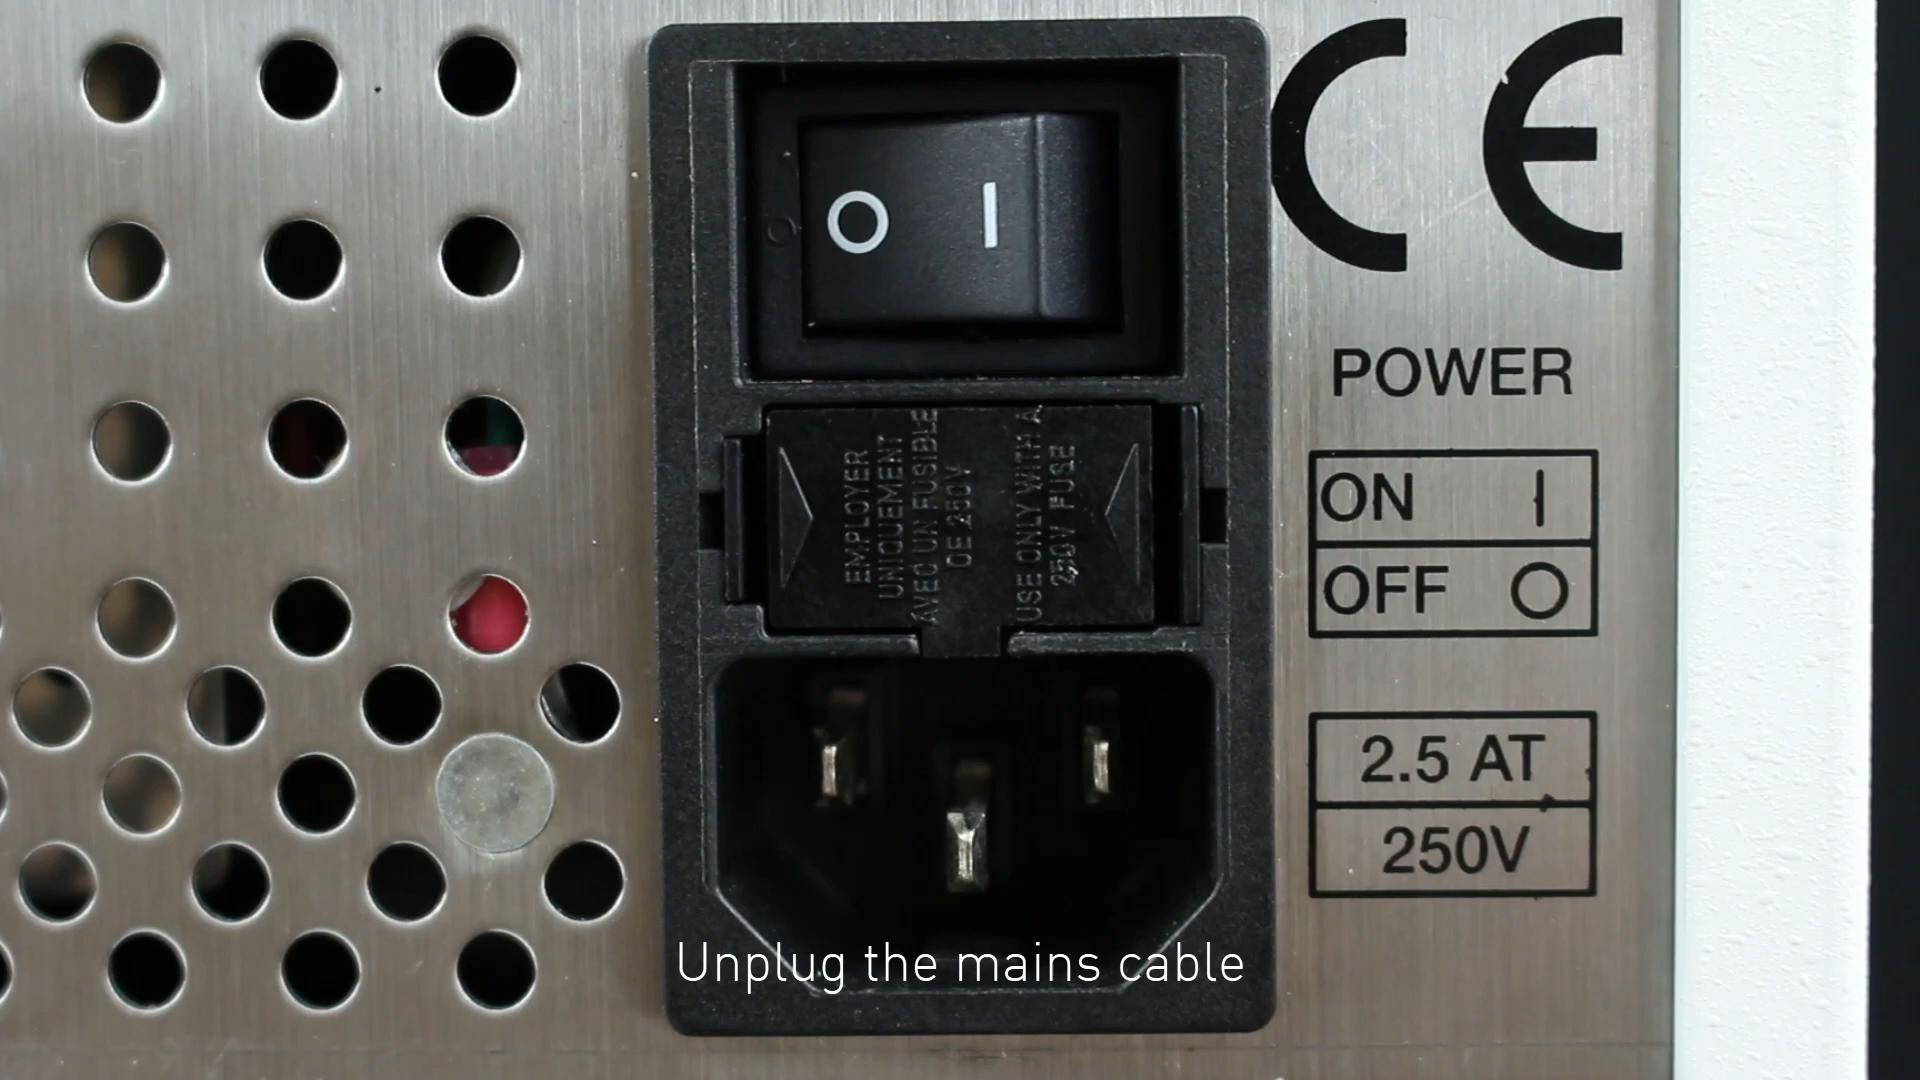 CE
O I
POWER
ON I
OFF O
EMPLOYER
UNIQUEMENT
AVEC UN FUSIBLE
DE 250V
USE ONLY WITH A
250V FUSE
2.5 AT
250V
Unplug the mains cable